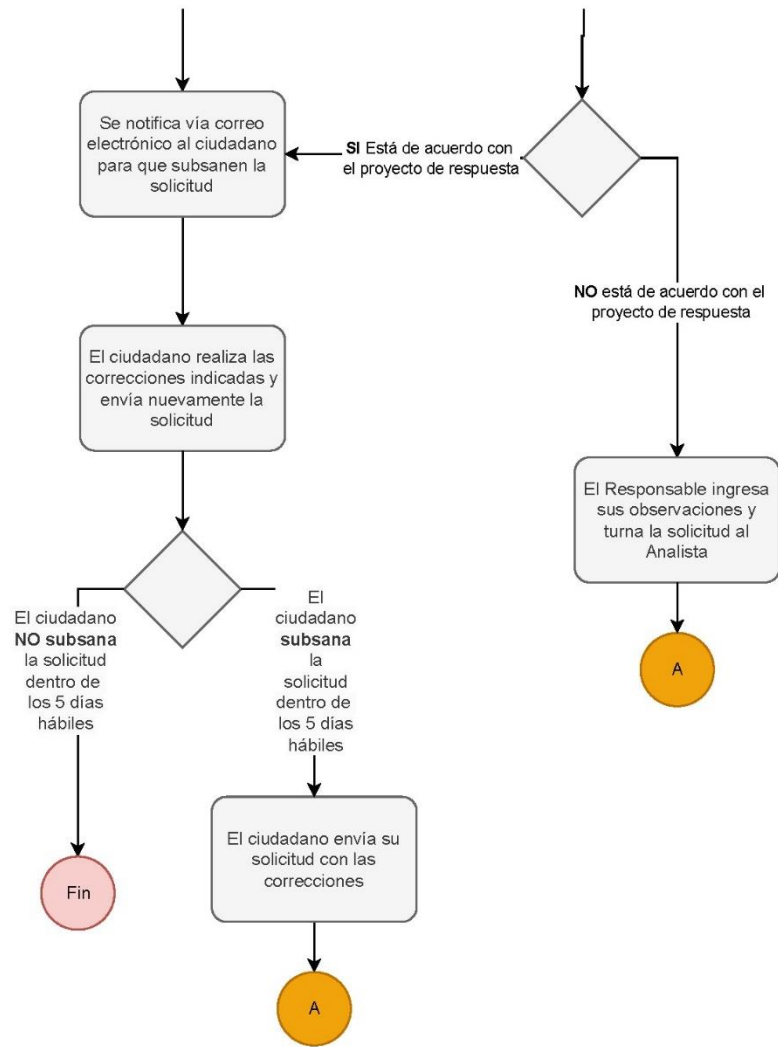 Se notifica vía correo
electrónico al ciudadano
para que subsanen la
solicitud
SI Está de acuerdo con
el proyecto de respuesta
NO está de acuerdo con el
proyecto de respuesta
El ciudadano realiza las
correcciones indicadas y
envía nuevamente la
solicitud
El Responsable ingresa
sus observaciones y
turna la solicitud al
Analista
A
El ciudadano
NO subsana
la solicitud
dentro de
los 5 días
hábiles
El
ciudadano
subsana
la
solicitud
dentro de
los 5 días
hábiles
El ciudadano envía su
solicitud con las
correcciones
Fin
A